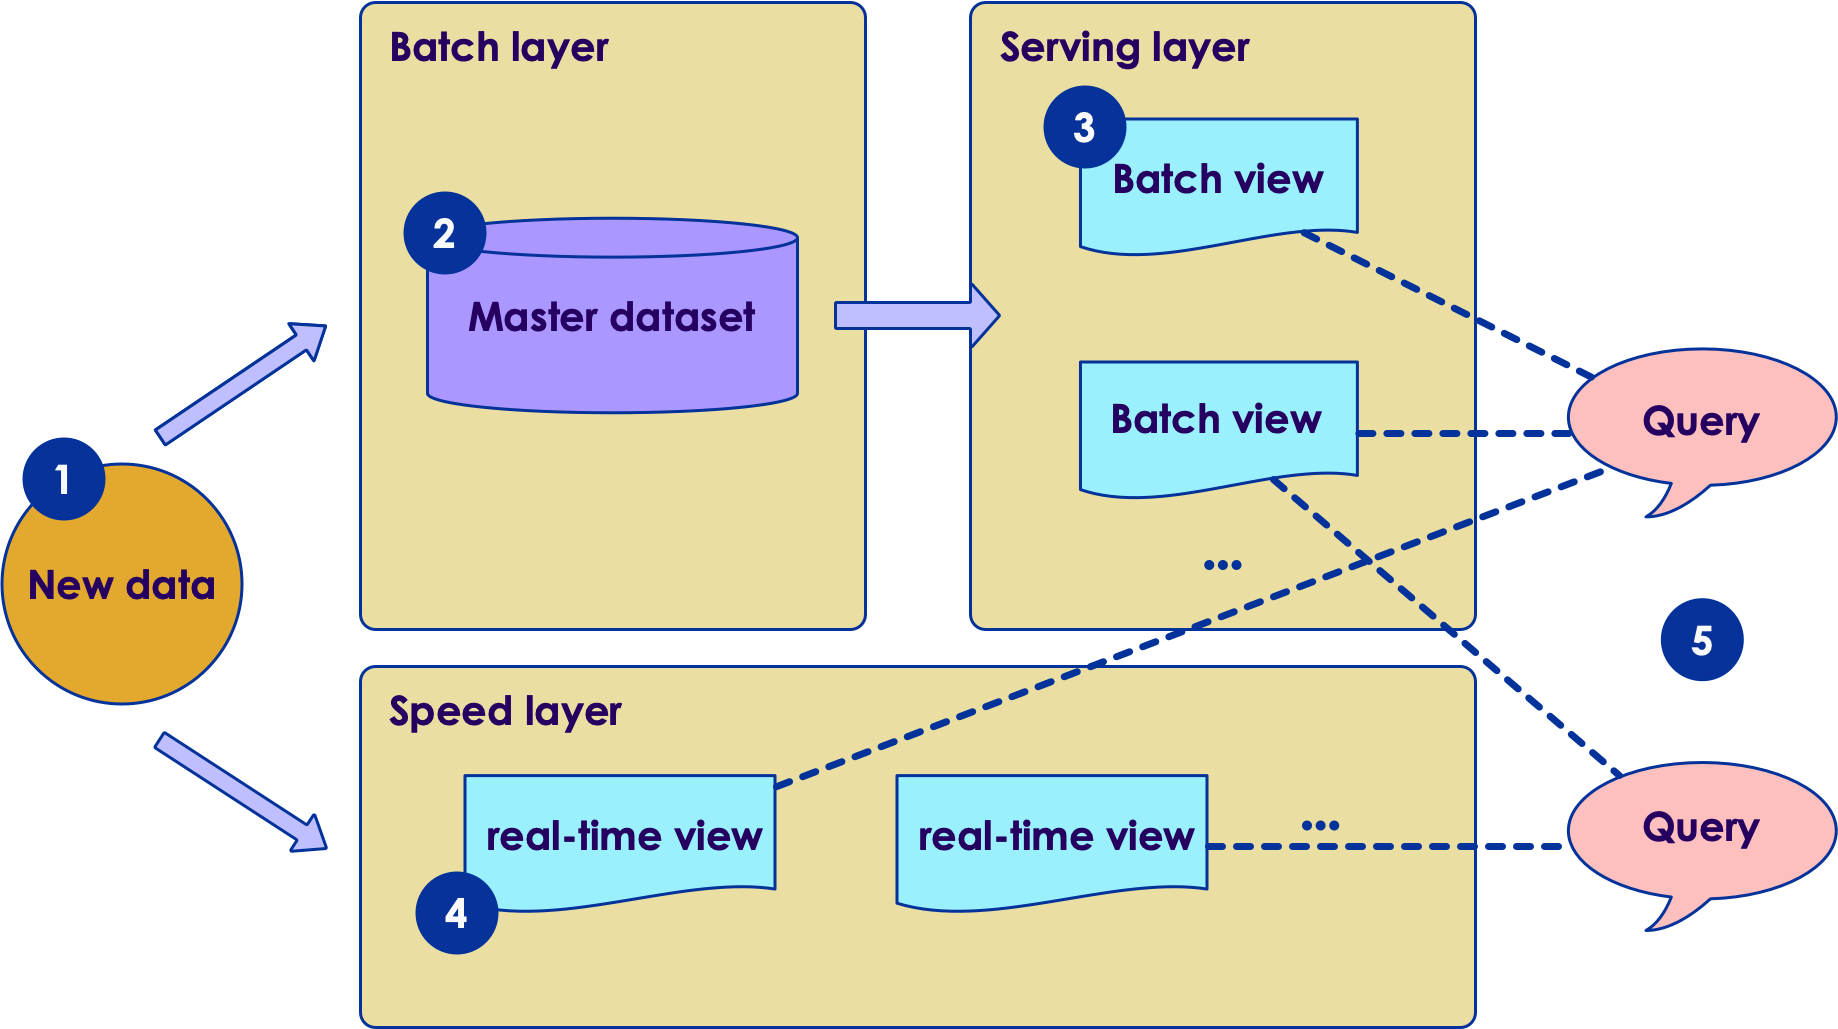 Batch layer
Serving layer
3
Batch view
2
Master dataset
Batch view
Query
1
New data
...
5
Speed layer
real-time view
real-time view
...
Query
4